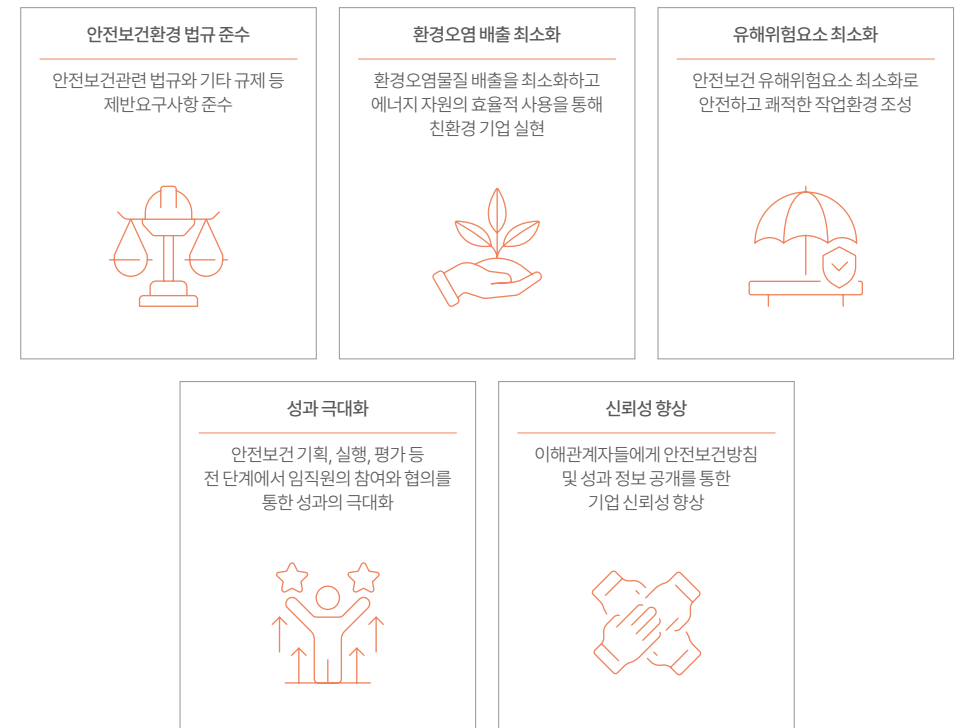 안전보건환경 법규 준수
안전보건관련 법규와 기타 규제 등
제반요구사항 준수
환경오염 배출 최소화
환경오염물질 배출을 최소화하고
에너지 자원의 효율적 사용을 통해
친환경 기업 실현
유해위험요소 최소화
안전보건 유해위험요소 최소화로
안전하고 쾌적한 작업환경 조성
성과 극대화
안전보건 기획, 실행, 평가 등
전 단계에서 임직원의 참여와 협의를
통한 성과의 극대화
신뢰성 향상
이해관계자들에게 안전보건방침
및 성과 정보 공개를 통한
기업 신뢰성 향상